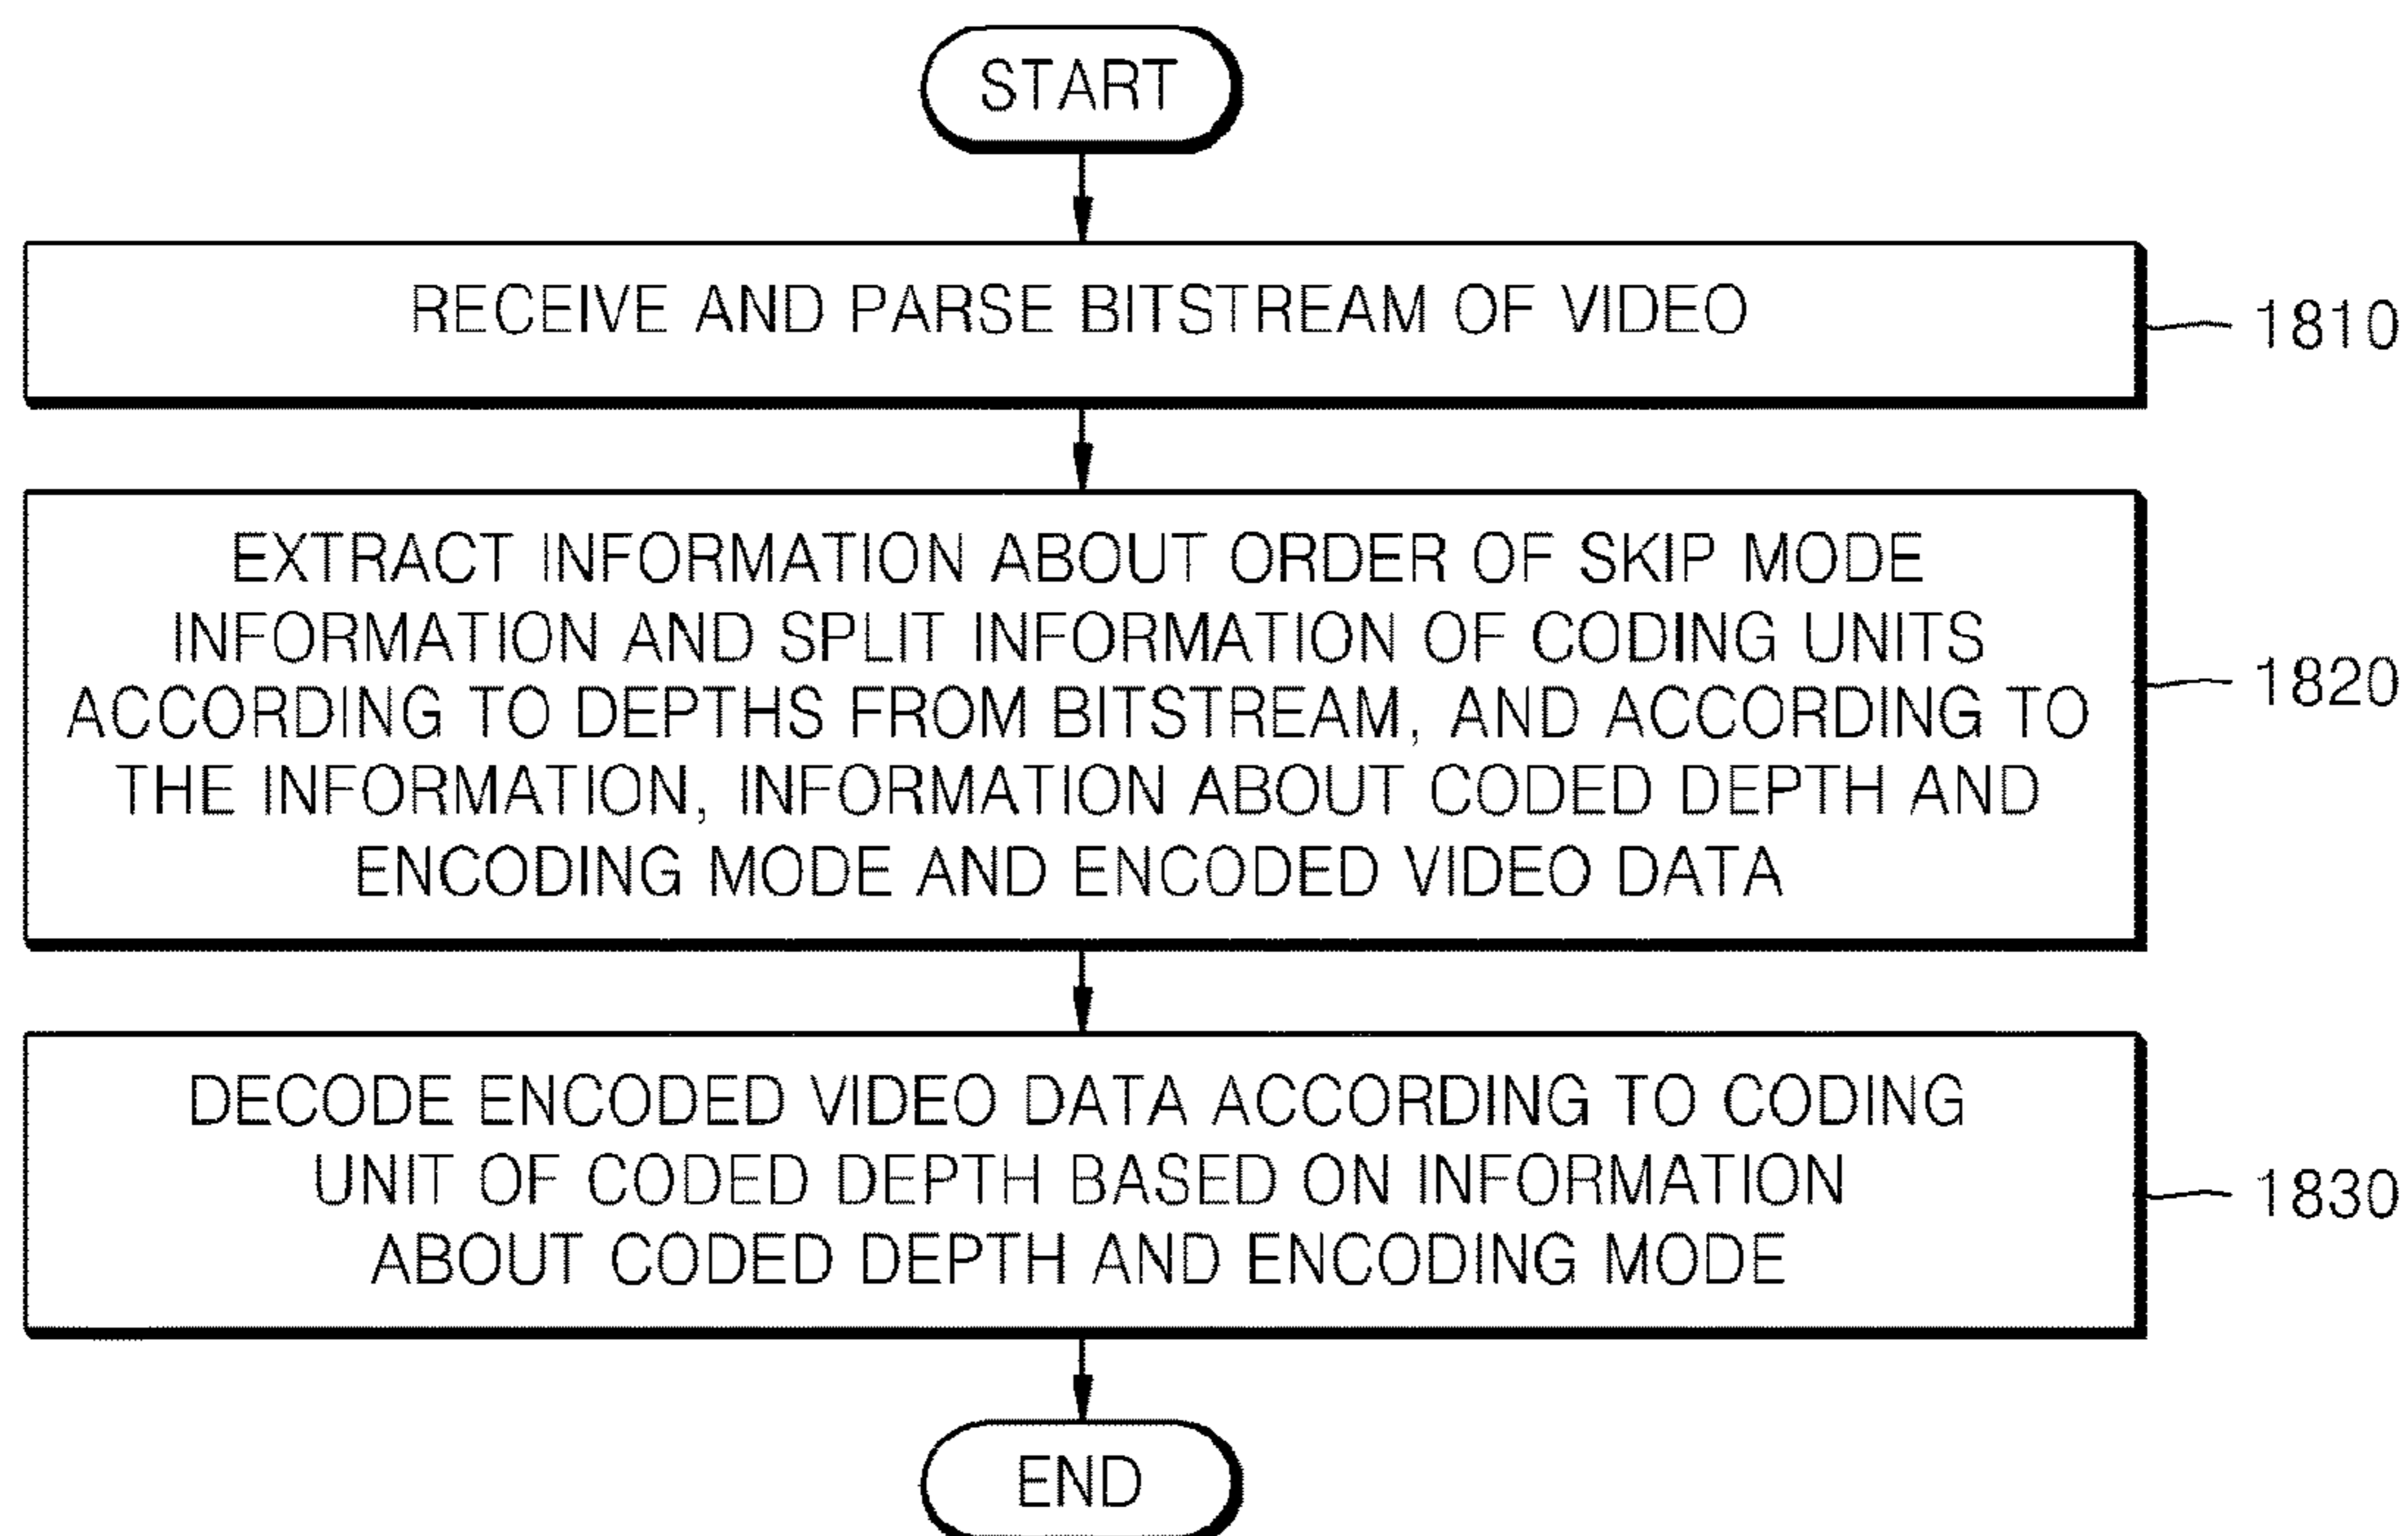 START
RECEIVE AND PARSE BITSTREAM OF VIDEO
1810
EXTRACT INFORMATION ABOUT ORDER OF SKIP MODE
INFORMATION AND SPLIT INFORMATION OF CODING UNITS
ACCORDING TO DEPTHS FROM BITSTREAM, AND ACCORDING TO
THE INFORMATION, INFORMATION ABOUT CODED DEPTH AND
ENCODING MODE AND ENCODED VIDEO DATA
1820
DECODE ENCODED VIDEO DATA ACCORDING TO CODING
UNIT OF CODED DEPTH BASED ON INFORMATION
ABOUT CODED DEPTH AND ENCODING MODE
1830
END